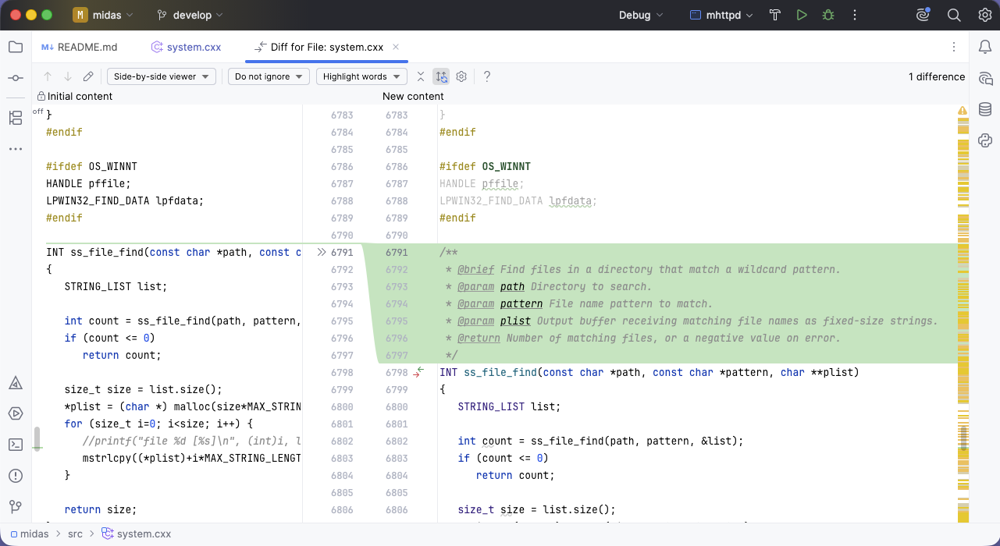 M midas develop Debug mhttpd
M↓ README.md system.cxx Diff for File: system.cxx
Side-by-side viewer Do not ignore Highlight words ? 1 difference
Initial content New content
off
} 6783 6783 }
#endif 6784 6784 #endif
6785 6785
#ifdef OS_WINNT 6786 6786 #ifdef OS_WINNT
HANDLE pffile; 6787 6787 HANDLE pffile;
LPWIN32_FIND_DATA lpfdata; 6788 6788 LPWIN32_FIND_DATA lpfdata;
#endif 6789 6789 #endif
6790 6790
INT ss_file_find(const char *path, const c 6791 6791 /**
{ 6792 6792 * @brief Find files in a directory that match a wildcard pattern.
STRING_LIST list; 6793 6793 * @param path Directory to search.
6794 6794 * @param pattern File name pattern to match.
int count = ss_file_find(path, pattern, 6795 6795 * @param plist Output buffer receiving matching file names as fixed-size strings.
if (count <= 0) 6796 6796 * @return Number of matching files, or a negative value on error.
return count; 6797 6797 */
6798 6798 INT ss_file_find(const char *path, const char *pattern, char **plist)
size_t size = list.size(); 6799 6799 {
*plist = (char *) malloc(size*MAX_STRIN 6800 6800 STRING_LIST list;
for (size_t i=0; i<size; i++) { 6801 6801
//printf("file %d [%s]\n", (int)i, l 6802 6802 int count = ss_file_find(path, pattern, &list);
mstrlcpy((*plist)+i*MAX_STRING_LENGT 6803 6803 if (count <= 0)
} 6804 6804 return count;
6805 6805
return size; 6806 6806 size_t size = list.size();
midas > src > system.cxx